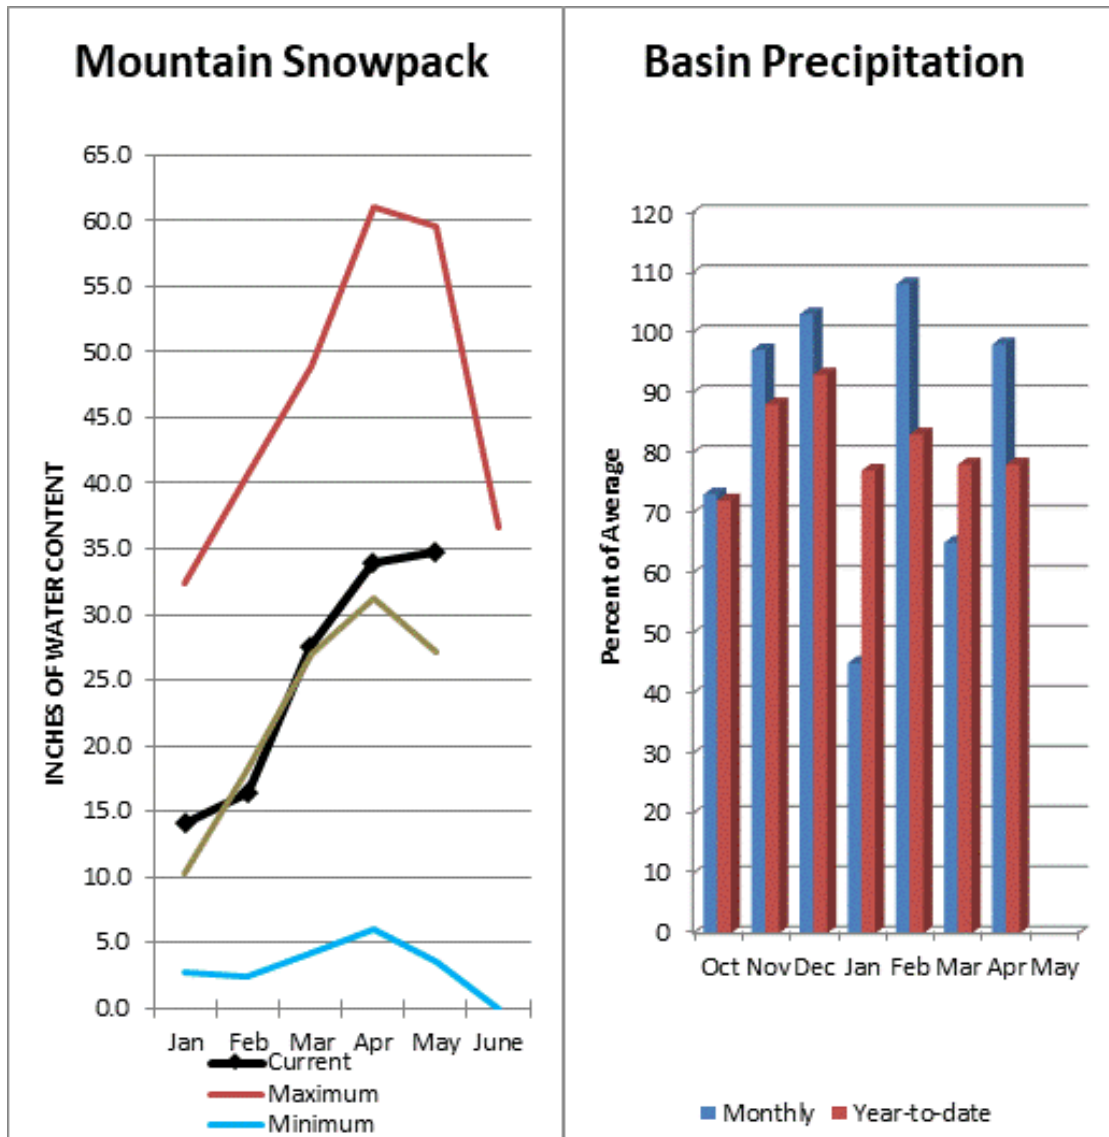 Mountain Snowpack
INCHES OF WATER CONTENT
65.0
60.0
55.0
50.0
45.0
40.0
35.0
30.0
25.0
20.0
15.0
10.0
5.0
0.0
Jan Feb Mar Apr May June
Current
Maximum
Minimum
Basin Precipitation
Percent of Average
120
110
100
90
80
70
60
50
40
30
20
10
0
Oct Nov Dec Jan Feb Mar Apr May
Monthly Year-to-date